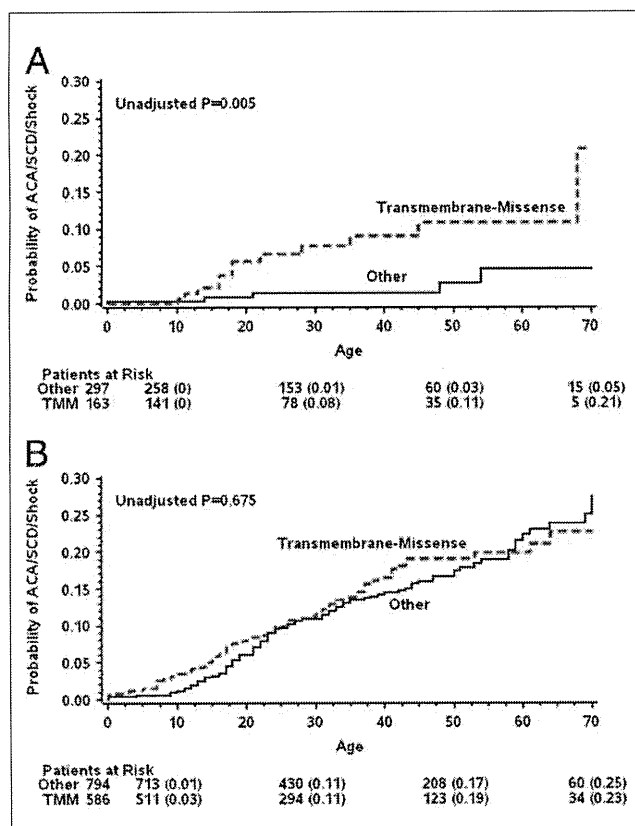 A
0.30
0.25
0.20
0.15
0.10
0.05
0.00
Probability of ACA/SCD/Shock
Unadjusted P=0.005
Transmembrane-Missense
Other
0 10 20 30 40 50 60 70
Age
Patients at Risk
Other 297 258 (0) 153 (0.01) 60 (0.03) 15 (0.05)
TMM 163 141 (0) 78 (0.08) 35 (0.11) 5 (0.21)
B
0.30
0.25
0.20
0.15
0.10
0.05
0.00
Probability of ACA/SCD/Shock
Unadjusted P=0.675
Transmembrane-Missense
Other
0 10 20 30 40 50 60 70
Age
Patients at Risk
Other 794 713 (0.01) 430 (0.11) 208 (0.17) 60 (0.25)
TMM 586 511 (0.03) 294 (0.11) 123 (0.19) 34 (0.23)